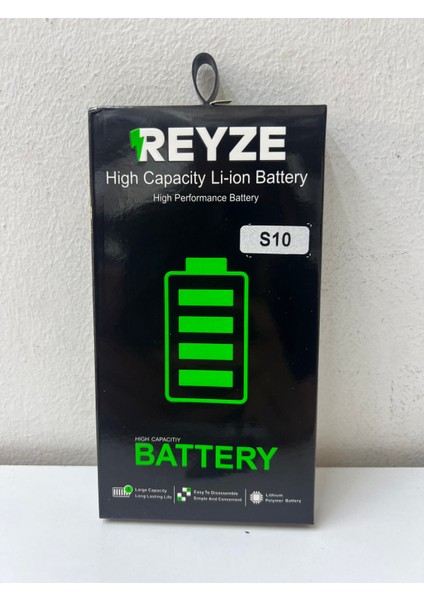 REYZE
High Capacity Li-ion Battery
High Performance Battery
S10
HIGH CAPACITIY
BATTERY
Large Capacity
Long Lasting Life
Easy To Disassemble
Simple And Convenient
Lithium
Polymer Battery